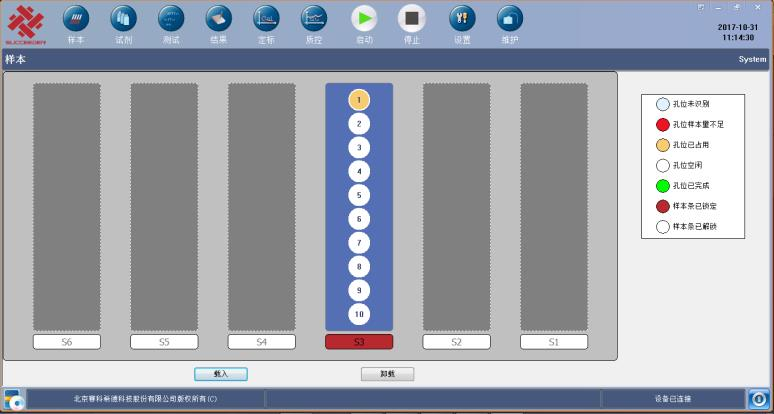 SUCCEEDER
样本
试剂
测试
结果
定标
质控
启动
停止
设置
维护
2017-10-31
11:14:30
样本
System
1
2
3
4
5
6
7
8
9
10
S6
S5
S4
S3
S2
S1
孔位未识别
孔位样本量不足
孔位已占用
孔位空闲
孔位已完成
样本条已锁定
样本条已解锁
载入
卸载
北京赛科希德科技股份有限公司版权所有(C)
设备已连接